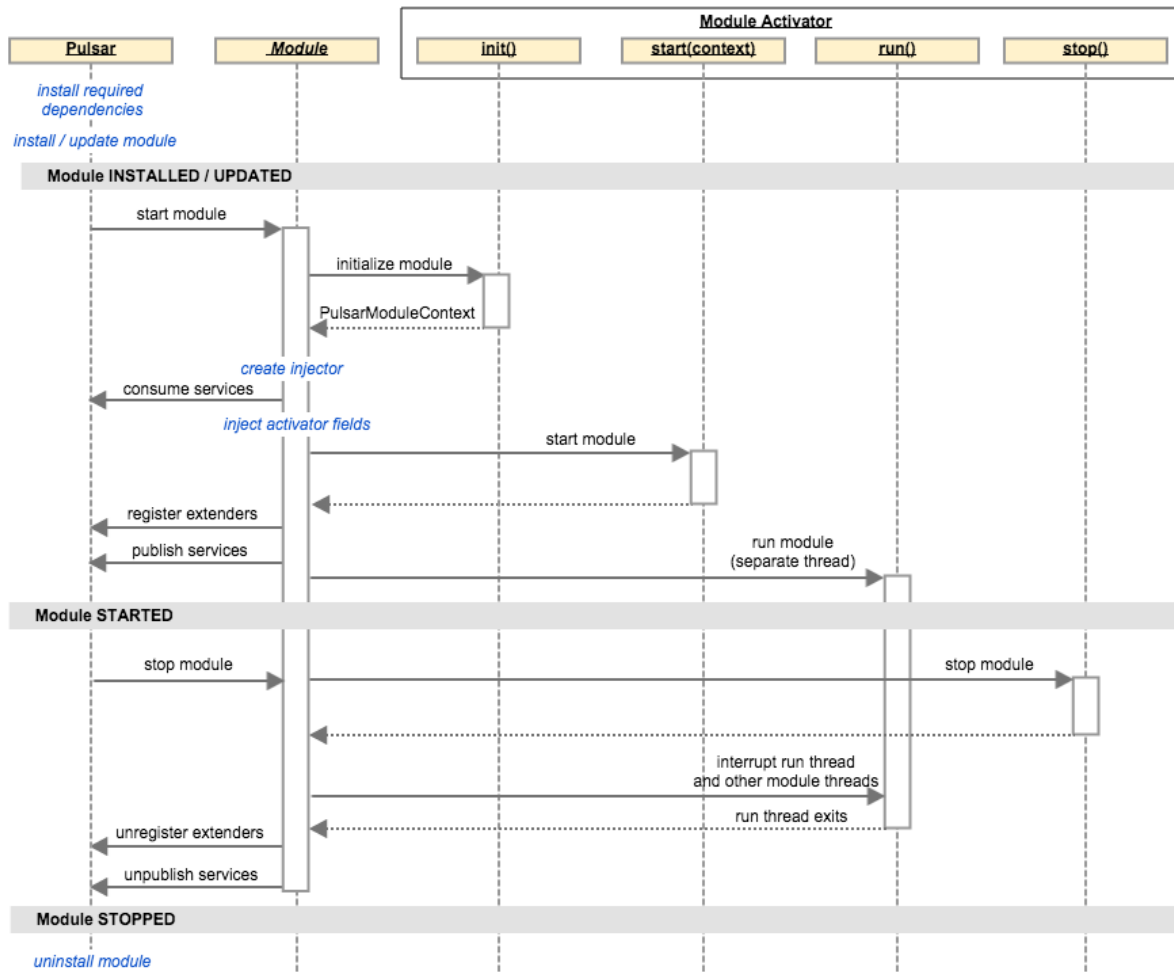 Module Activator
Pulsar
Module
init()
start(context)
run()
stop()
install required
dependencies
install / update module
Module INSTALLED / UPDATED
start module
initialize module
PulsarModuleContext
create injector
consume services
inject activator fields
start module
register extenders
publish services
run module
(separate thread)
Module STARTED
stop module
stop module
interrupt run thread
and other module threads
run thread exits
unregister extenders
unpublish services
Module STOPPED
uninstall module